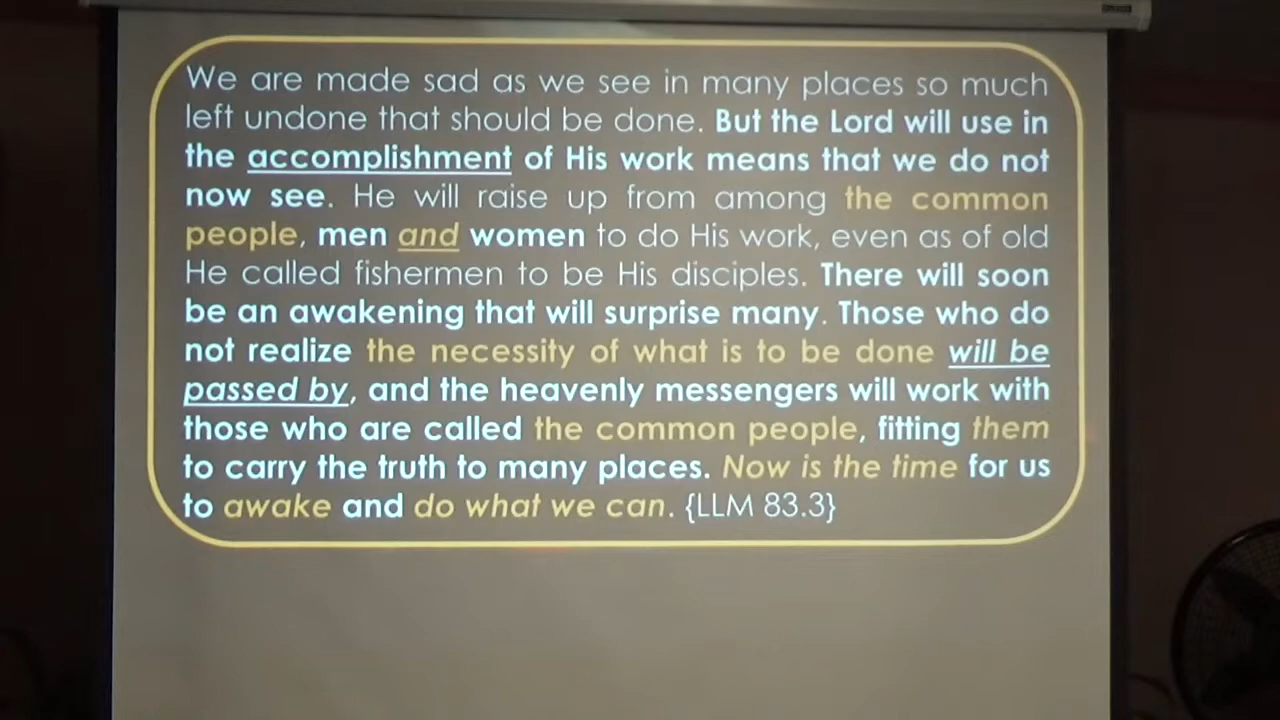 We are made sad as we see in many places so much
left undone that should be done. But the Lord will use in
the accomplishment of His work means that we do not
now see. He will raise up from among the common
people, men and women to do His work, even as of old
He called fishermen to be His disciples. There will soon
be an awakening that will surprise many. Those who do
not realize the necessity of what is to be done will be
passed by, and the heavenly messengers will work with
those who are called the common people, fitting them
to carry the truth to many places. Now is the time for us
to awake and do what we can. {LLM 83.3}